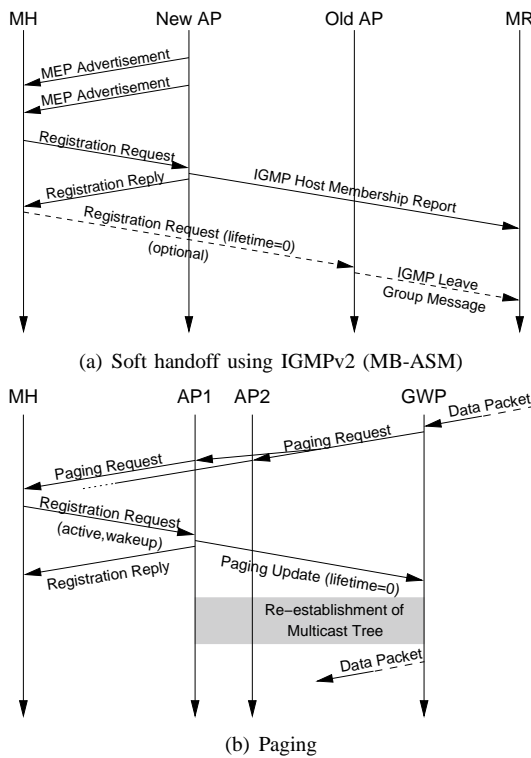 MH New AP Old AP MR
MEP Advertisement
MEP Advertisement
Registration Request
Registration Reply
IGMP Host Membership Report
Registration Request (lifetime=0)
(optional)
IGMP Leave
Group Message
(a) Soft handoff using IGMPv2 (MB-ASM)
MH AP1 AP2 GWP
Data Packet
Paging Request
Paging Request
Registration Request
(active,wakeup)
Registration Reply
Paging Update (lifetime=0)
Re−establishment of
Multicast Tree
Data Packet
(b) Paging